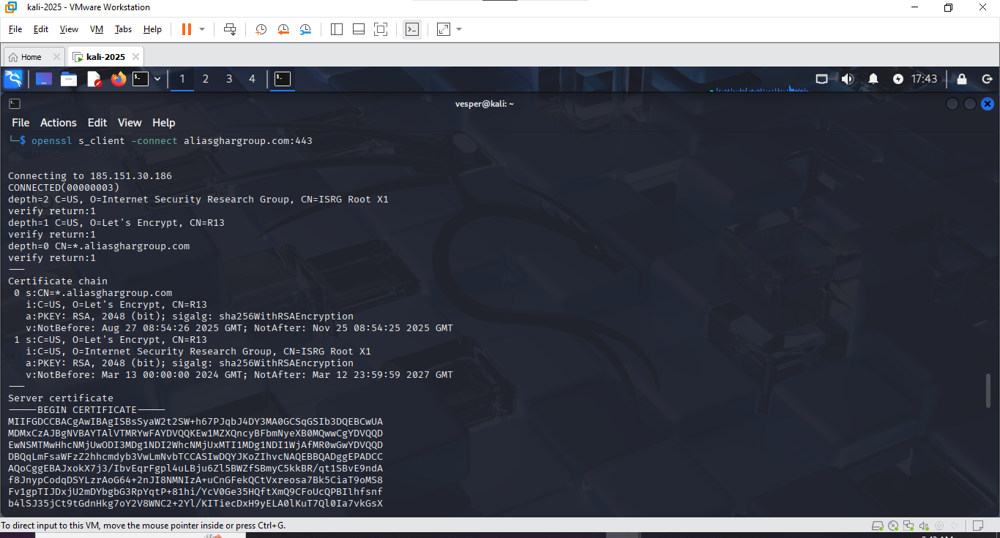 kali-2025 - VMware Workstation
File Edit View VM Tabs Help
Home kali-2025
1 2 3 4 17:43
vesper@kali: ~
File Actions Edit View Help
└─$ openssl s_client -connect aliasghargroup.com:443
Connecting to 185.151.30.186
CONNECTED(00000003)
depth=2 C=US, O=Internet Security Research Group, CN=ISRG Root X1
verify return:1
depth=1 C=US, O=Let's Encrypt, CN=R13
verify return:1
depth=0 CN=*.aliasghargroup.com
verify return:1
---
Certificate chain
0 s:CN=*.aliasghargroup.com
i:C=US, O=Let's Encrypt, CN=R13
a:PKEY: RSA, 2048 (bit); sigalg: sha256WithRSAEncryption
v:NotBefore: Aug 27 08:54:26 2025 GMT; NotAfter: Nov 25 08:54:25 2025 GMT
1 s:C=US, O=Let's Encrypt, CN=R13
i:C=US, O=Internet Security Research Group, CN=ISRG Root X1
a:PKEY: RSA, 2048 (bit); sigalg: sha256WithRSAEncryption
v:NotBefore: Mar 13 00:00:00 2024 GMT; NotAfter: Mar 12 23:59:59 2027 GMT
---
Server certificate
-----BEGIN CERTIFICATE-----
MIIFGDCCBACgAwIBAgISBsSyaW2t2SW+h67PJqbJ4DY3MA0GCSqGSIb3DQEBCwUA
MDMxCzAJBgNVBAYTAlVTMRYwFAYDVQQKEw1MZXQncyBFbmNyeXB0MQwwCgYDVQQD
EwNSMTMwHhcNMjUwODI3MDg1NDI2WhcNMjUxMTI1MDg1NDI1WjAfMR0wGwYDVQQD
DBQqLmFsaWFzZ2hhcmdyb3VwLmNvbTCCASIwDQYJKoZIhvcNAQEBBQADggEPADCC
AQoCggEBAJxokX7j3/IbvEqrFgpl4uLBju6Zl5BWZfSBmyC5kkBR/qt1SBvE9ndA
f8JnypCodqDSYLzrAoG64+2nJI8NMNIzA+uCnGFekQCtVxreosa7Bk5CiaT9oMS8
Fv1gpTIJDxjU2mDYbgbG3RpYqtP+81hi/YcV0Ge35HQftXmQ9CFoUcQPBIlhfsnf
b4lSJ35jCt9tGdnHkg7oY2V8WNC2+2Yl/KITiecDxH9yELA0lKuT7Ql0Ia7vkGsX
To direct input to this VM, move the mouse pointer inside or press Ctrl+G.